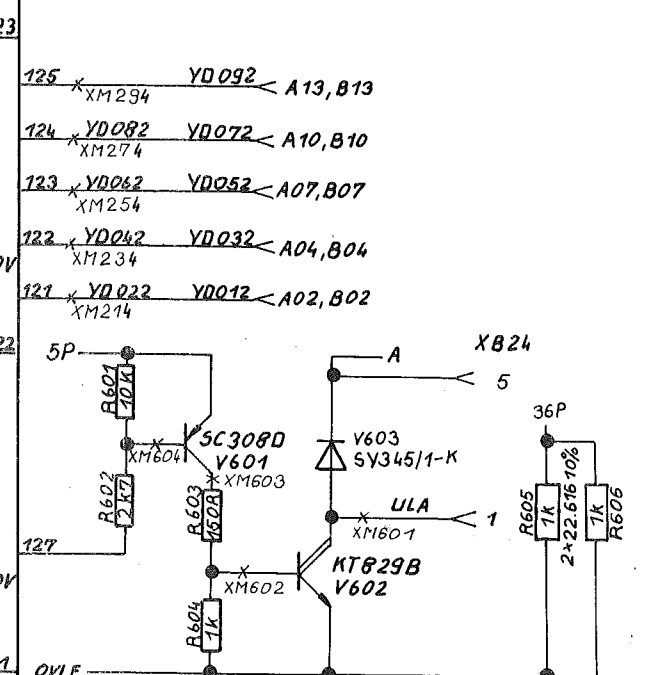 23
125 YD092 A13, B13
XM294
124 YD082 YD072 A10, B10
XM274
123 YD062 YD052 A07, B07
XM254
122 YD042 YD032 A04, B04
XM234
121 YD022 YD012 A02, B02
XM214
22
5P
A
XB24
5
R601
10K
36P
SC308D
V601
XM604
XM603
V603
SY345/1-K
R602
2k7
R603
150R
ULA
1
XM601
R605
1k
2×22.616 10%
1k
R606
127
XM602
KT829B
V602
R604
1k